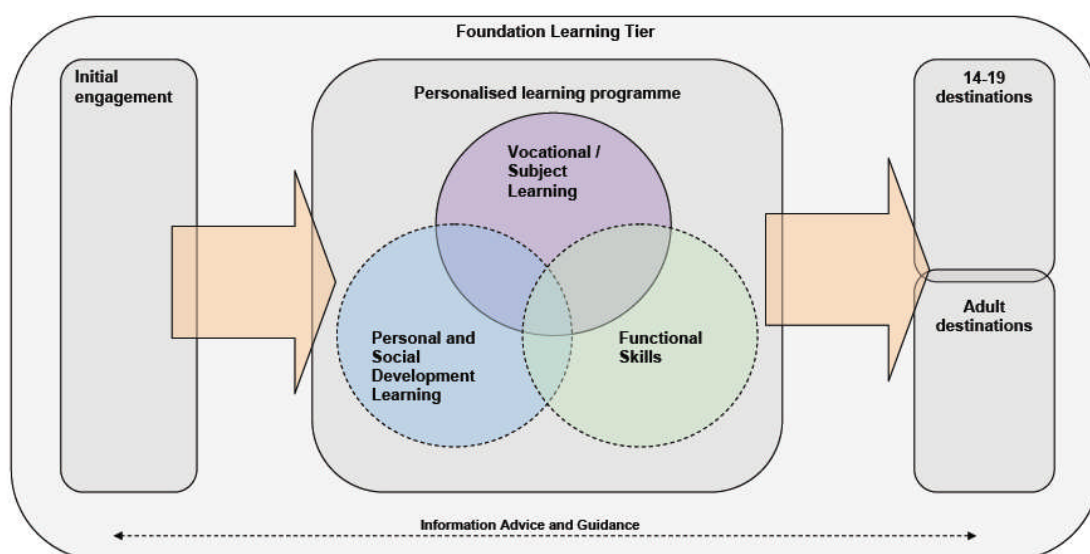 Foundation Learning Tier
Initial
engagement
Personalised learning programme
Vocational /
Subject
Learning
Personal and
Social
Development
Learning
Functional
Skills
14-19
destinations
Adult
destinations
Information Advice and Guidance